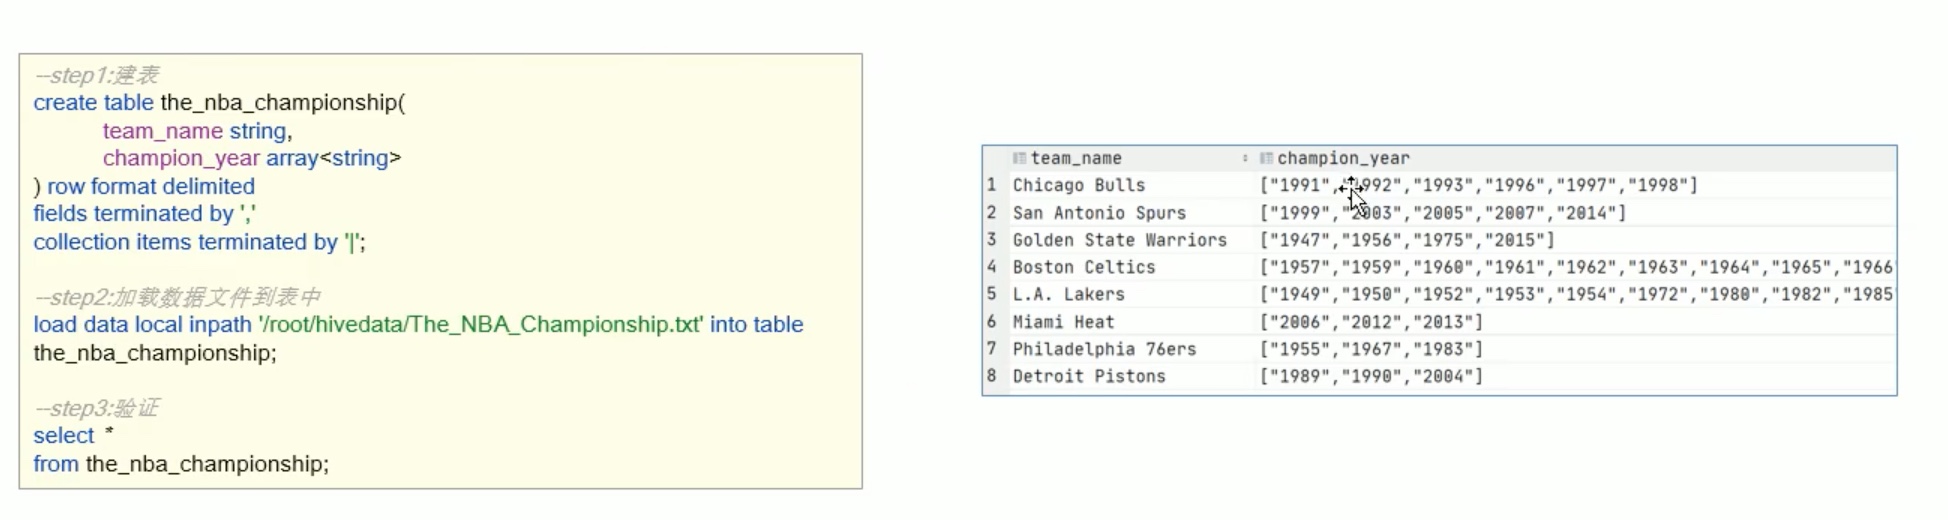 --step1:建表
create table the_nba_championship(
team_name string,
champion_year array<string>
) row format delimited
fields terminated by ','
collection items terminated by '|';
--step2:加载数据文件到表中
load data local inpath '/root/hivedata/The_NBA_Championship.txt' into table
the_nba_championship;
--step3:验证
select *
from the_nba_championship;
team_name champion_year
1 Chicago Bulls ["1991","1992","1993","1996","1997","1998"]
2 San Antonio Spurs ["1999","2003","2005","2007","2014"]
3 Golden State Warriors ["1947","1956","1975","2015"]
4 Boston Celtics ["1957","1959","1960","1961","1962","1963","1964","1965","1966"
5 L.A. Lakers ["1949","1950","1952","1953","1954","1972","1980","1982","1985"
6 Miami Heat ["2006","2012","2013"]
7 Philadelphia 76ers ["1955","1967","1983"]
8 Detroit Pistons ["1989","1990","2004"]